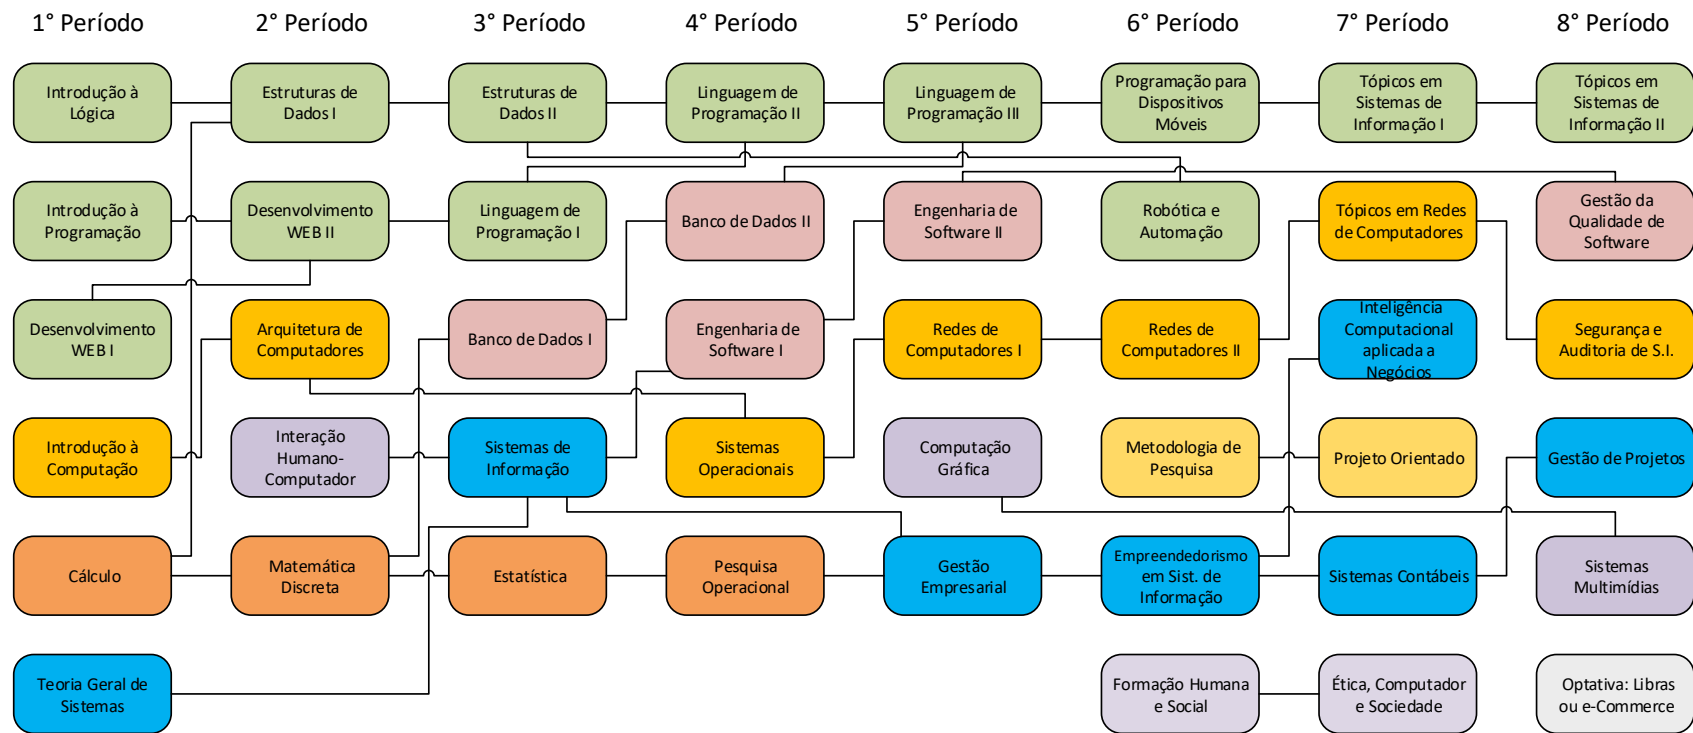 1° Período
2° Período
3° Período
4° Período
5° Período
6° Período
7° Período
8° Período
Introdução à
Lógica
Estruturas de
Dados I
Estruturas de
Dados II
Linguagem de
Programação II
Linguagem de
Programação III
Programação para
Dispositivos
Móveis
Tópicos em
Sistemas de
Informação I
Tópicos em
Sistemas de
Informação II
Introdução à
Programação
Desenvolvimento
WEB II
Linguagem de
Programação I
Banco de Dados II
Engenharia de
Software II
Robótica e
Automação
Tópicos em Redes
de Computadores
Gestão da
Qualidade de
Software
Desenvolvimento
WEB I
Arquitetura de
Computadores
Banco de Dados I
Engenharia de
Software I
Redes de
Computadores I
Redes de
Computadores II
Inteligência
Computacional
aplicada a
Negócios
Segurança e
Auditoria de S.I.
Introdução à
Computação
Interação
Humano-
Computador
Sistemas de
Informação
Sistemas
Operacionais
Computação
Gráfica
Metodologia de
Pesquisa
Projeto Orientado
Gestão de Projetos
Cálculo
Matemática
Discreta
Estatística
Pesquisa
Operacional
Gestão
Empresarial
Empreendedorismo
em Sist. de
Informação
Sistemas Contábeis
Sistemas
Multimídias
Teoria Geral de
Sistemas
Formação Humana
e Social
Ética, Computador
e Sociedade
Optativa: Libras
ou e-Commerce